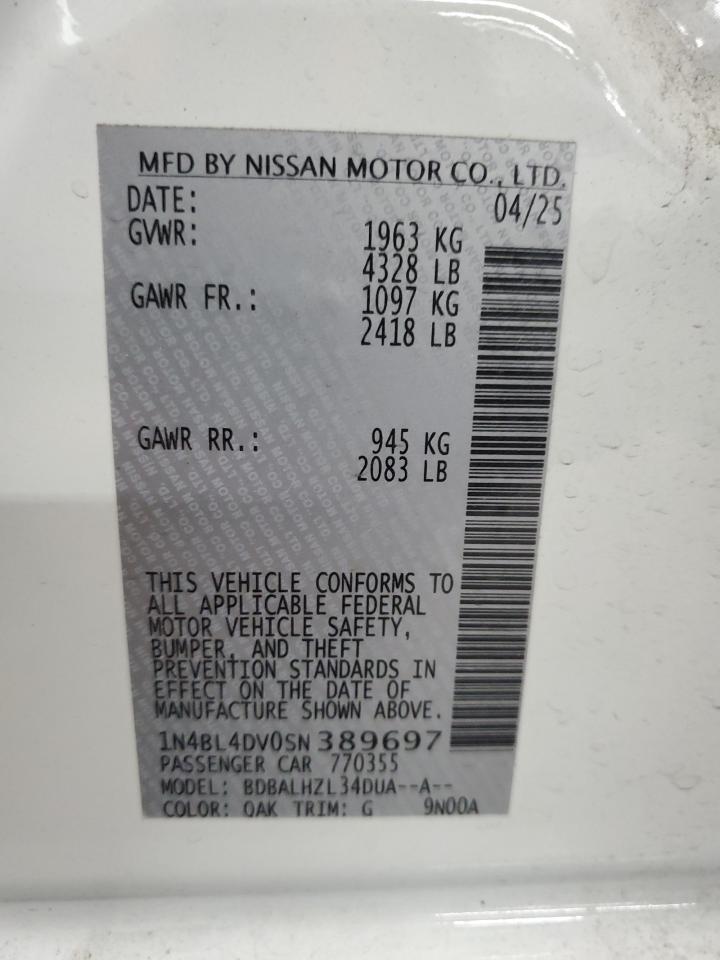 MFD BY NISSAN MOTOR CO., LTD.
DATE: 04/25
GVWR: 1963 KG
4328 LB
GAWR FR.: 1097 KG
2418 LB
GAWR RR.: 945 KG
2083 LB
THIS VEHICLE CONFORMS TO
ALL APPLICABLE FEDERAL
MOTOR VEHICLE SAFETY,
BUMPER, AND THEFT
PREVENTION STANDARDS IN
EFFECT ON THE DATE OF
MANUFACTURE SHOWN ABOVE.
1N4BL4DV0SN389697
PASSENGER CAR 770355
MODEL: BDBALHZL34DUA--A--
COLOR: QAK TRIM: G 9N00A